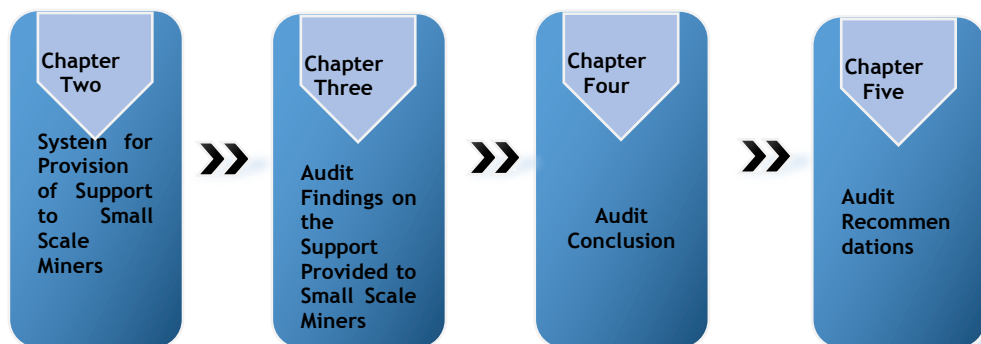 Chapter
Two
System for
Provision
of Support
to Small
Scale
Miners
Chapter
Three
Audit
Findings on
the
Support
Provided to
Small Scale
Miners
Chapter
Four
Audit
Conclusion
Chapter
Five
Audit
Recommen
dations